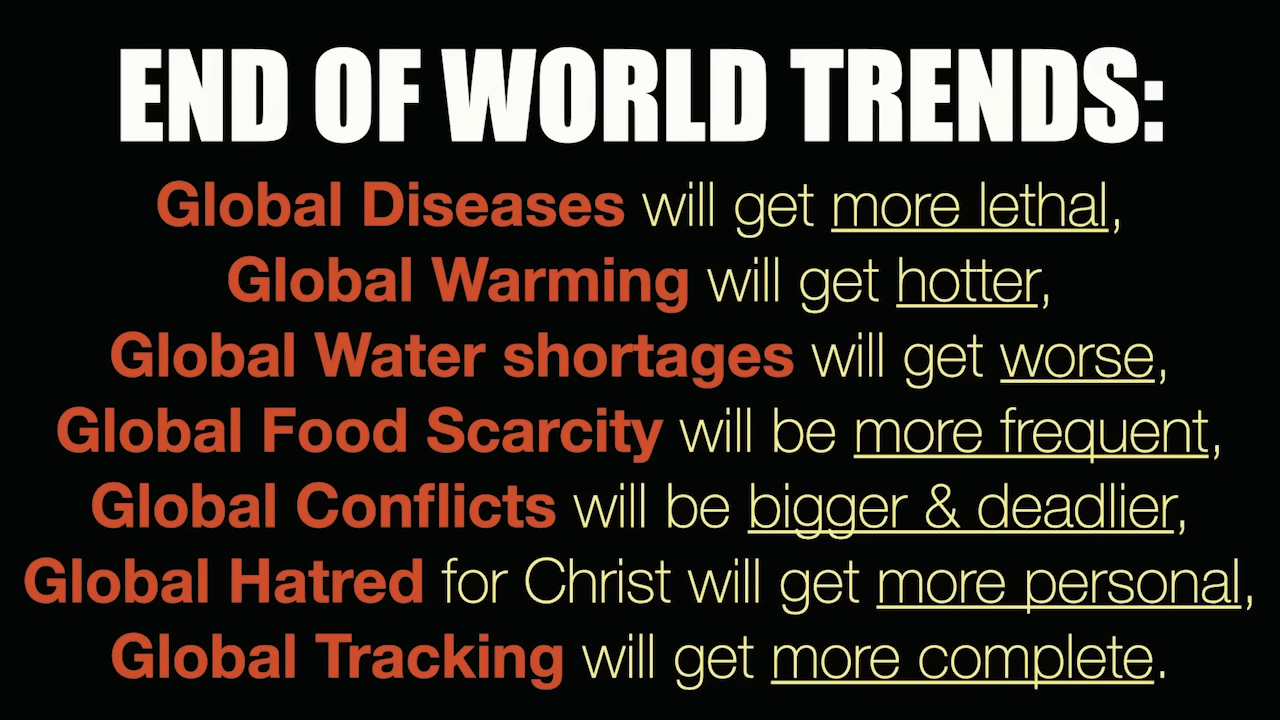 END OF WORLD TRENDS:
Global Diseases will get more lethal,
Global Warming will get hotter,
Global Water shortages will get worse,
Global Food Scarcity will be more frequent,
Global Conflicts will be bigger & deadlier,
Global Hatred for Christ will get more personal,
Global Tracking will get more complete.